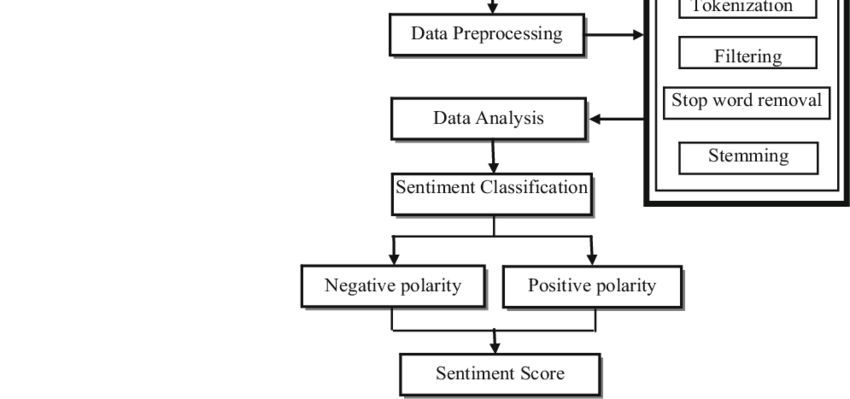 Tokenization
Data Preprocessing
Filtering
Stop word removal
Data Analysis
Stemming
Sentiment Classification
Negative polarity
Positive polarity
Sentiment Score